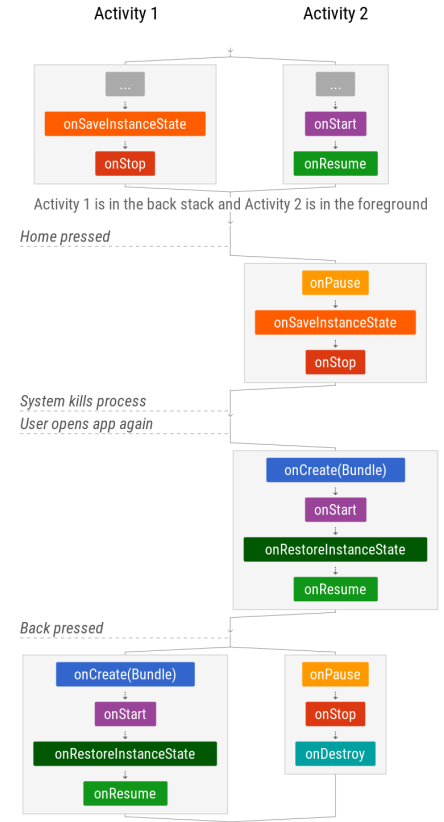 Activity 1
Activity 2
...
onSaveInstanceState
onStop
...
onStart
onResume
Activity 1 is in the back stack and Activity 2 is in the foreground
Home pressed
onPause
onSaveInstanceState
onStop
System kills process
User opens app again
onCreate(Bundle)
onStart
onRestoreInstanceState
onResume
Back pressed
onCreate(Bundle)
onStart
onRestoreInstanceState
onResume
onPause
onStop
onDestroy